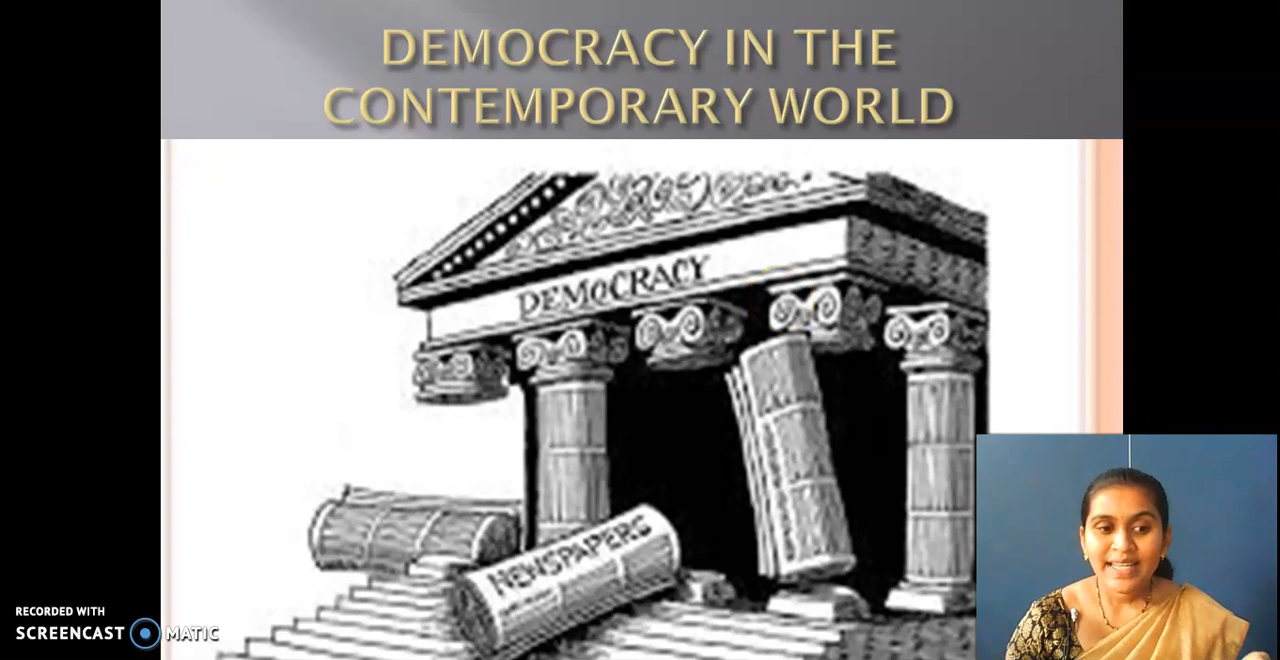 DEMOCRACY IN THE
CONTEMPORARY WORLD
DEMOCRACY
NEWSPAPERS
RECORDED WITH
SCREENCAST MATIC